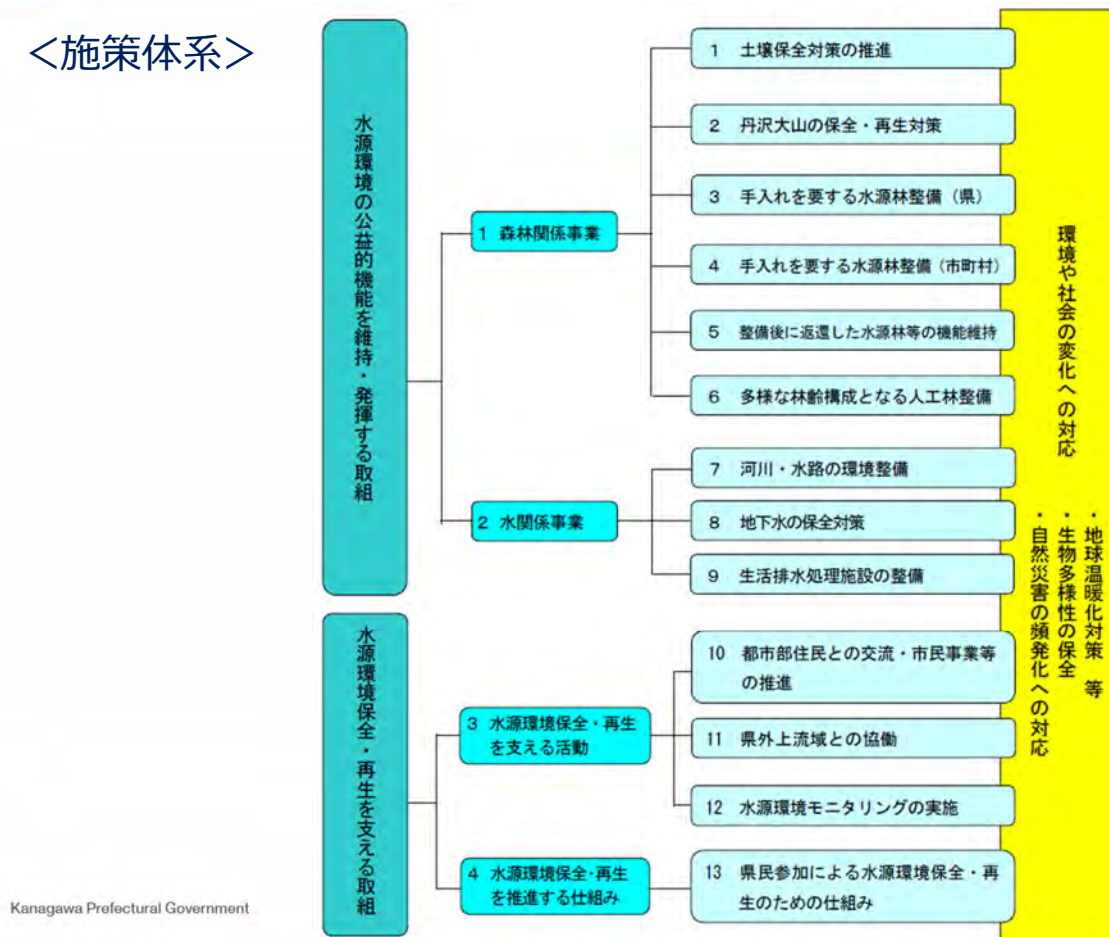 ＜施策体系＞
水源環境の公益的機能を維持・発揮する取組
1 森林関係事業
1 土壌保全対策の推進
2 丹沢大山の保全・再生対策
3 手入れを要する水源林整備（県）
4 手入れを要する水源林整備（市町村）
5 整備後に返還した水源林等の機能維持
6 多様な林齢構成となる人工林整備
2 水関係事業
7 河川・水路の環境整備
8 地下水の保全対策
9 生活排水処理施設の整備
水源環境保全・再生を支える取組
3 水源環境保全・再生
を支える活動
10 都市部住民との交流・市民事業等
の推進
11 県外上流域との協働
12 水源環境モニタリングの実施
4 水源環境保全・再生
を推進する仕組み
13 県民参加による水源環境保全・再
生のための仕組み
環境や社会の変化への対応
・地球温暖化対策 等
・生物多様性の保全
・自然災害の頻発化への対応
Kanagawa Prefectural Government